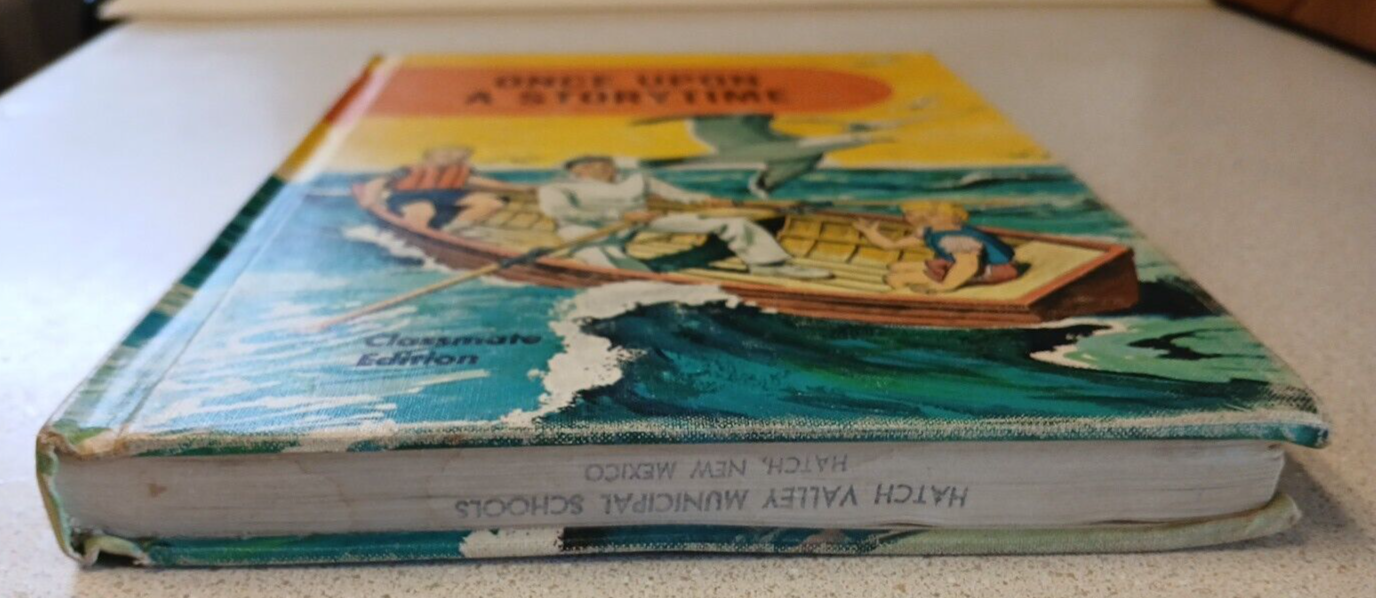 ONCE UPON
A STORYTIME
Classmate
Edition
HATCH VALLEY MUNICIPAL SCHOOLS
HATCH, NEW MEXICO